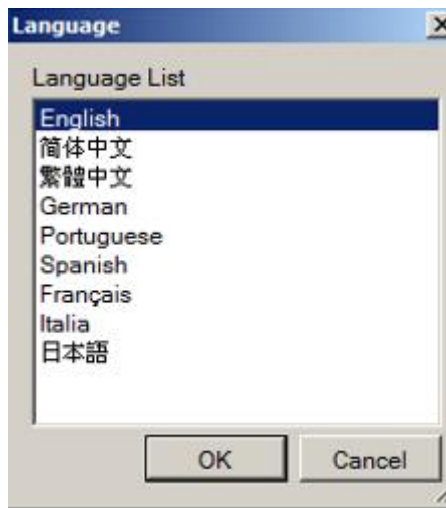 Language
Language List
English
简体中文
繁體中文
German
Portuguese
Spanish
Français
Italia
日本語
OK Cancel